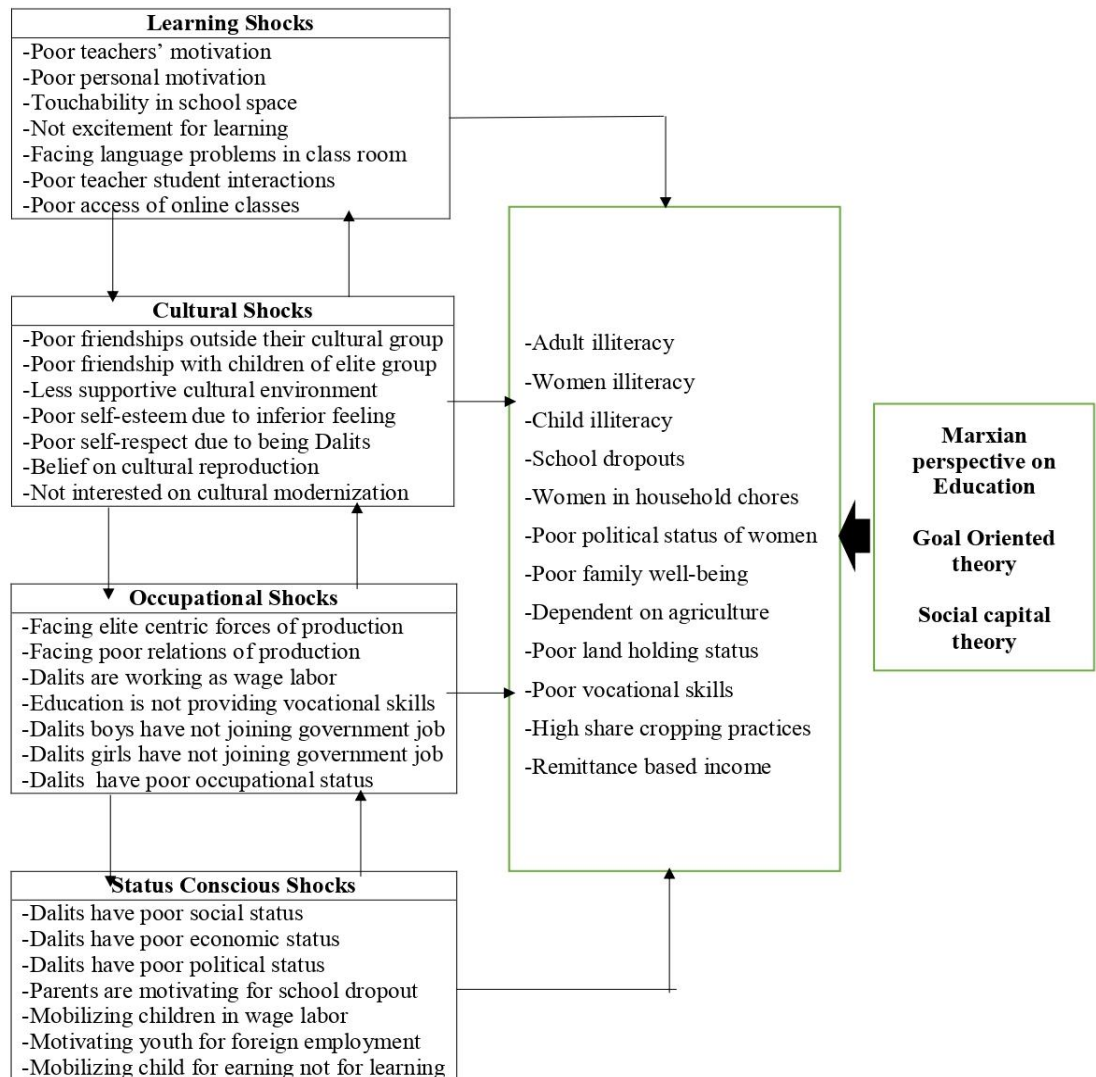 Learning Shocks
-Poor teachers’ motivation
-Poor personal motivation
-Touchability in school space
-Not excitement for learning
-Facing language problems in class room
-Poor teacher student interactions
-Poor access of online classes
Cultural Shocks
-Poor friendships outside their cultural group
-Poor friendship with children of elite group
-Less supportive cultural environment
-Poor self-esteem due to inferior feeling
-Poor self-respect due to being Dalits
-Belief on cultural reproduction
-Not interested on cultural modernization
Occupational Shocks
-Facing elite centric forces of production
-Facing poor relations of production
-Dalits are working as wage labor
-Education is not providing vocational skills
-Dalits boys have not joining government job
-Dalits girls have not joining government job
-Dalits  have poor occupational status
Status Conscious Shocks
-Dalits have poor social status
-Dalits have poor economic status
-Dalits have poor political status
-Parents are motivating for school dropout
-Mobilizing children in wage labor
-Motivating youth for foreign employment
-Mobilizing child for earning not for learning
-Adult illiteracy
-Women illiteracy
-Child illiteracy
-School dropouts
-Women in household chores
-Poor political status of women
-Poor family well-being
-Dependent on agriculture
-Poor land holding status
-Poor vocational skills
-High share cropping practices
-Remittance based income
Marxian
perspective on
Education
Goal Oriented
theory
Social capital
theory